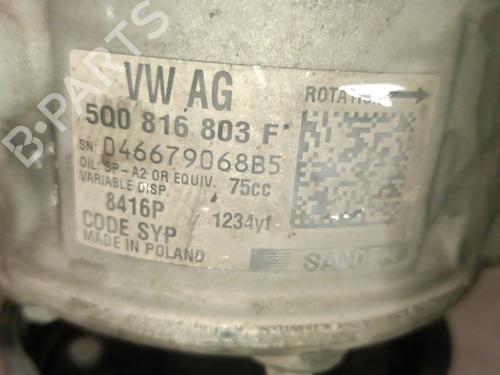 B-PARTS
VW AG
ROTATION
5Q0 816 803 F
SN: 046679068B5
OIL: SP-A2 OR EQUIV. 75cc
VARIABLE DISP.
8416P 1234yf
CODE SYP
MADE IN POLAND
SANDEN